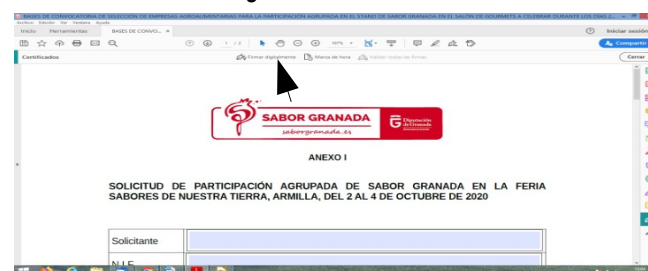 BASES DE CONVOCATORIA DE SELECCIÓN DE EMPRESAS AGROALIMENTARIAS PARA LA PARTICIPACIÓN AGRUPADA EN EL STAND DE SABOR GRANADA EN EL SALÓN DE GOURMETS A CELEBRAR DURANTE LOS DÍAS 2...
Archivo Edición Ver Ventana Ayuda
Inicio Herramientas BASES DE CONVO... × Iniciar sesión
Compartir
Certificados Firmar digitalmente Marca de hora Validar todas las firmas Cerrar
SABOR GRANADA
saborgranada.es
Diputación
de Granada
ANEXO I
SOLICITUD DE PARTICIPACIÓN AGRUPADA DE SABOR GRANADA EN LA FERIA
SABORES DE NUESTRA TIERRA, ARMILLA, DEL 2 AL 4 DE OCTUBRE DE 2020
Solicitante
N.I.F.